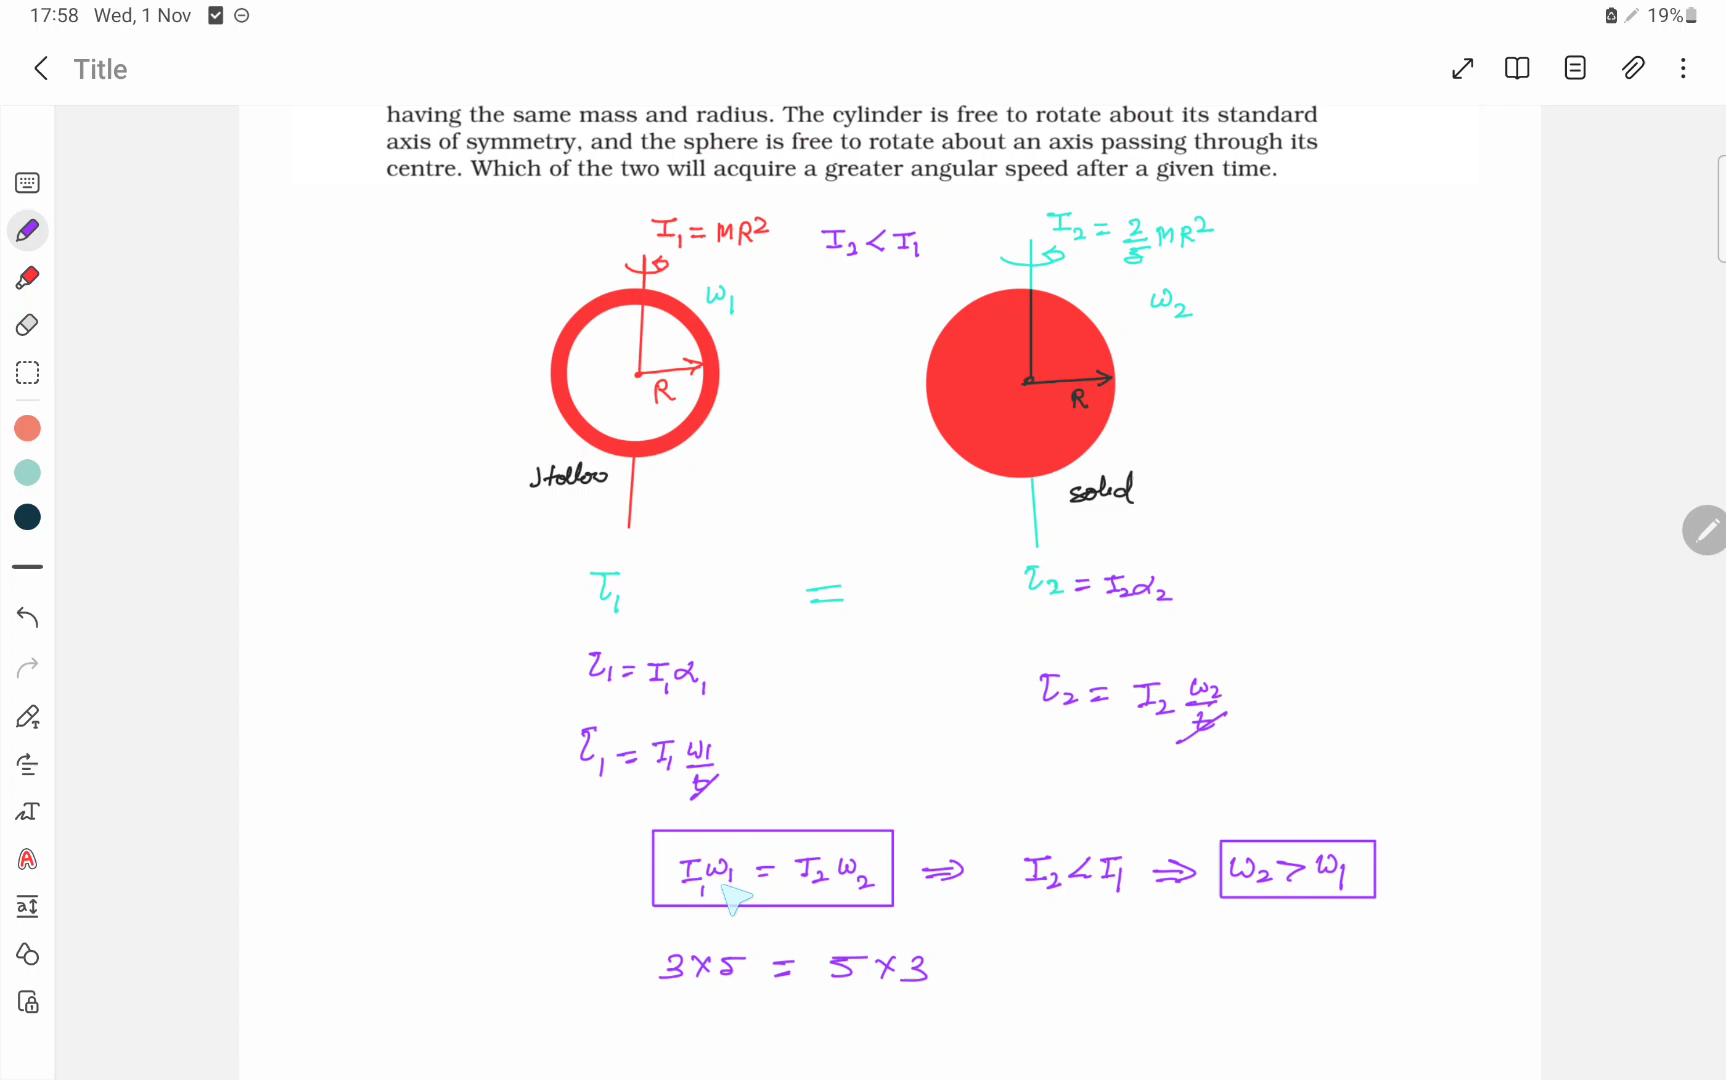 17:58 Wed, 1 Nov 19%
Title
having the same mass and radius. The cylinder is free to rotate about its standard
axis of symmetry, and the sphere is free to rotate about an axis passing through its
centre. Which of the two will acquire a greater angular speed after a given time.
I₁ = MR² I₂ < I₁ I₂ = 2/5 MR²
ω₁ ω₂
R R
Hollow solid
τ₁ = τ₂ = I₂α₂
τ₁ = I₁α₁
τ₂ = I₂ ω₂/t
τ₁ = I₁ ω₁/t
I₁ω₁ = I₂ω₂ ⇒ I₂ < I₁ ⇒ ω₂ > ω₁
3×5 = 5×3